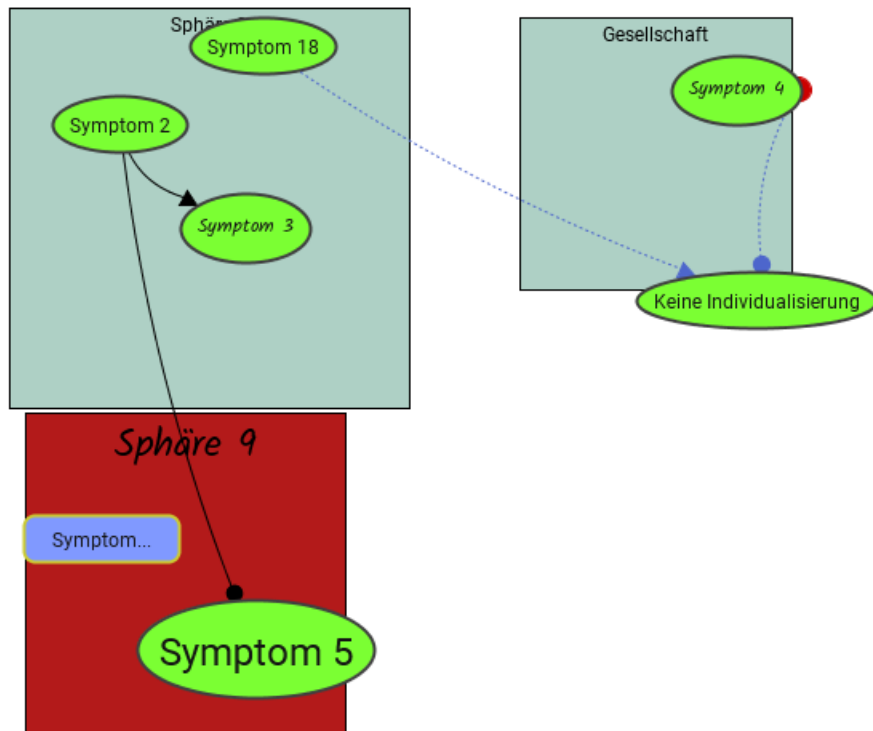 Symptom 18
Symptom 2
Symptom 3
Gesellschaft
Symptom 4
Keine Individualisierung
Sphäre 9
Symptom...
Symptom 5